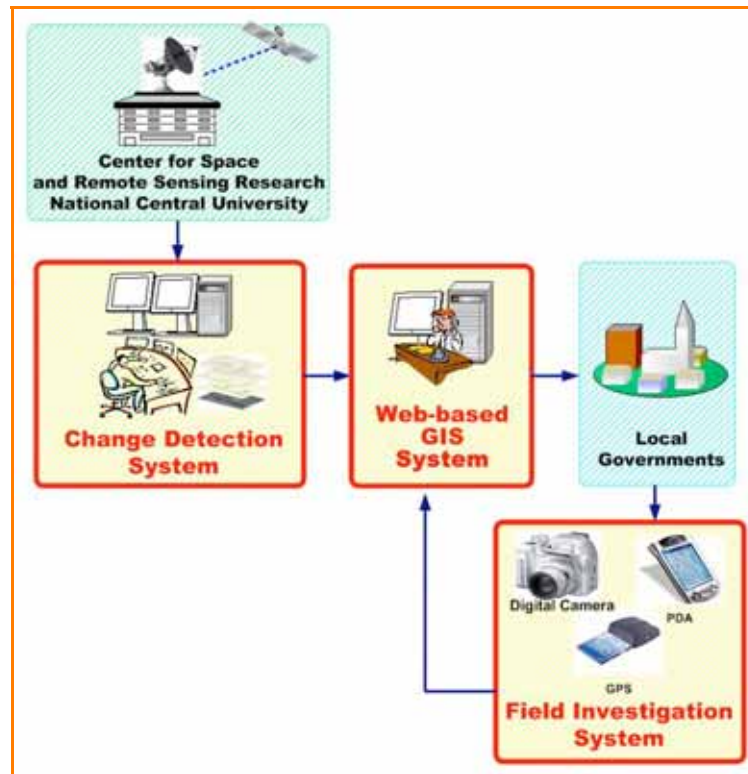 Center for Space
and Remote Sensing Research
National Central University
Change Detection
System
Web-based
GIS
System
Local
Governments
Digital Camera
PDA
GPS
Field Investigation
System